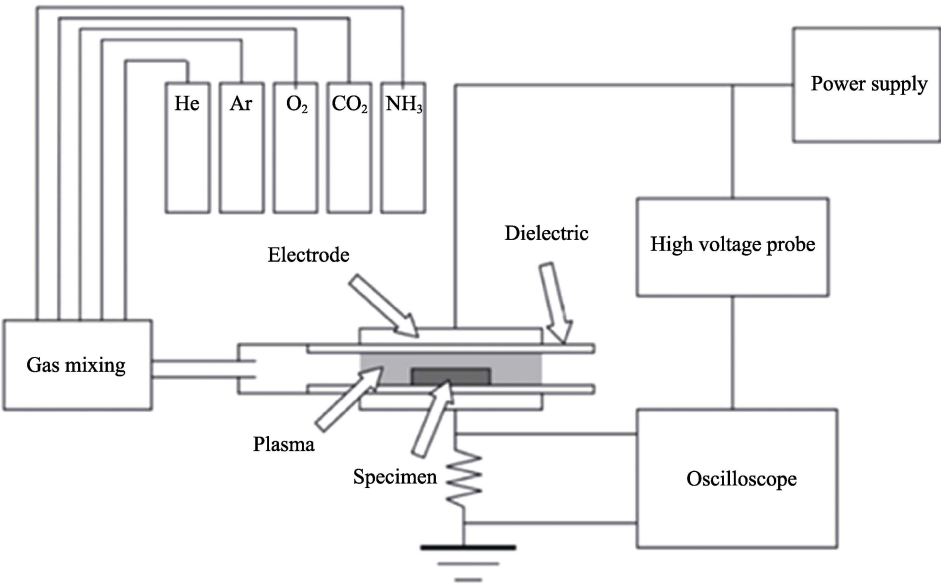 He
Ar
O₂
CO₂
NH₃
Power supply
Dielectric
Electrode
High voltage probe
Gas mixing
Plasma
Specimen
Oscilloscope